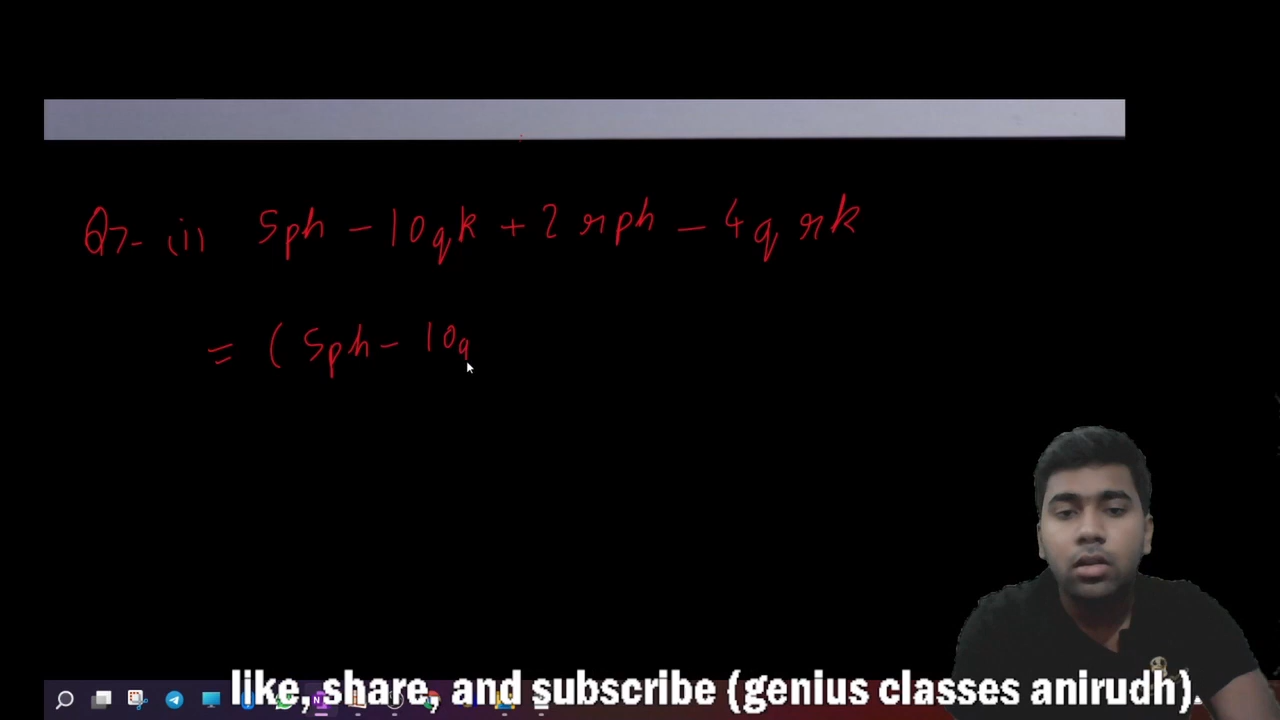 Q7- (i) 5ph - 10qk + 2rph - 4qrk
= ( 5ph - 10q
like, share, and subscribe (genius classes anirudh).